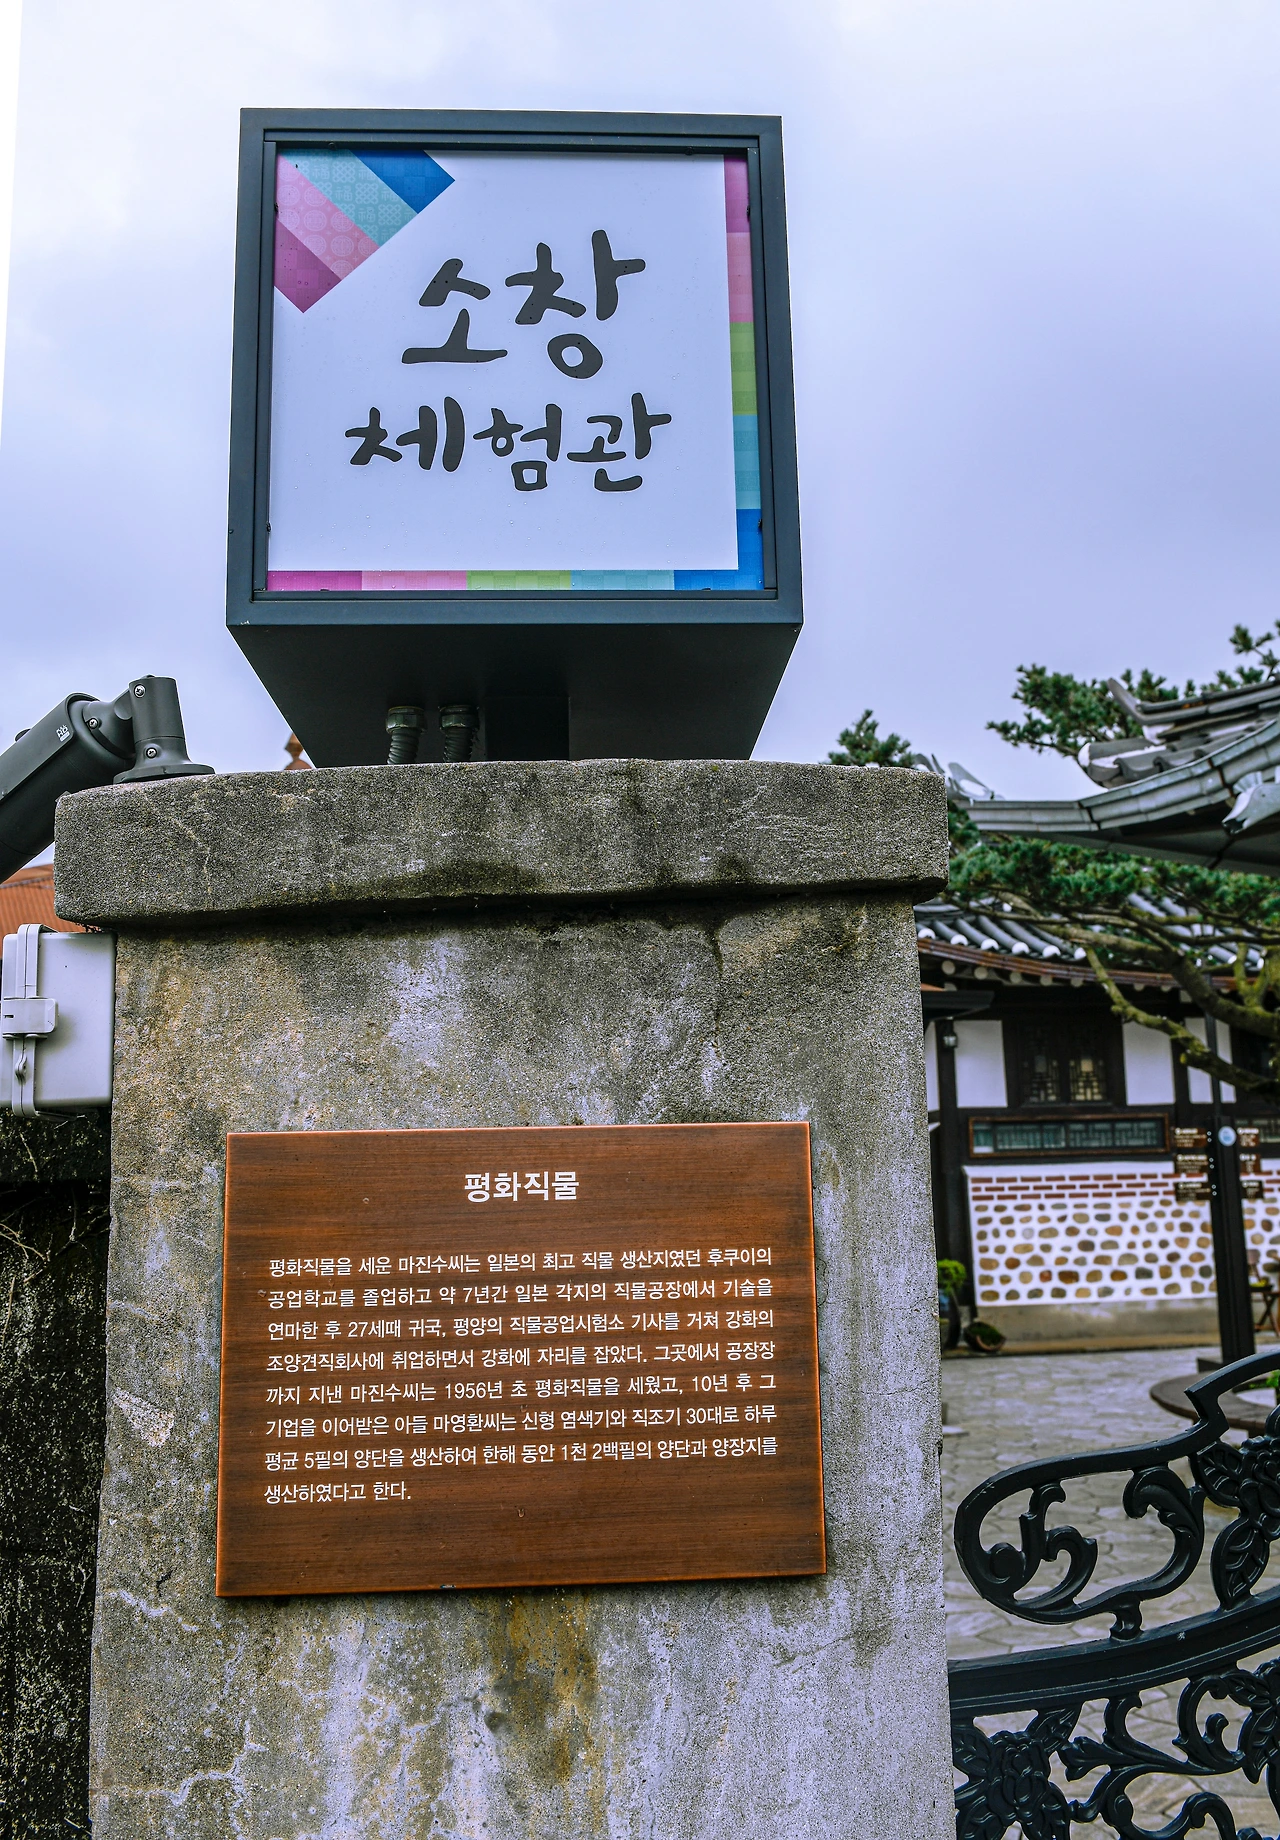 소창
체험관
평화직물
평화직물을 세운 마진수씨는 일본의 최고 직물 생산지였던 후쿠이의
공업학교를 졸업하고 약 7년간 일본 각지의 직물공장에서 기술을
연마한 후 27세때 귀국, 평양의 직물공업시험소 기사를 거쳐 강화의
조양견직회사에 취업하면서 강화에 자리를 잡았다. 그곳에서 공장장
까지 지낸 마진수씨는 1956년 초 평화직물을 세웠고, 10년 후 그
기업을 이어받은 아들 마영환씨는 신형 염색기와 직조기 30대로 하루
평균 5필의 양단을 생산하여 한해 동안 1천 2백필의 양단과 양장지를
생산하였다고 한다.